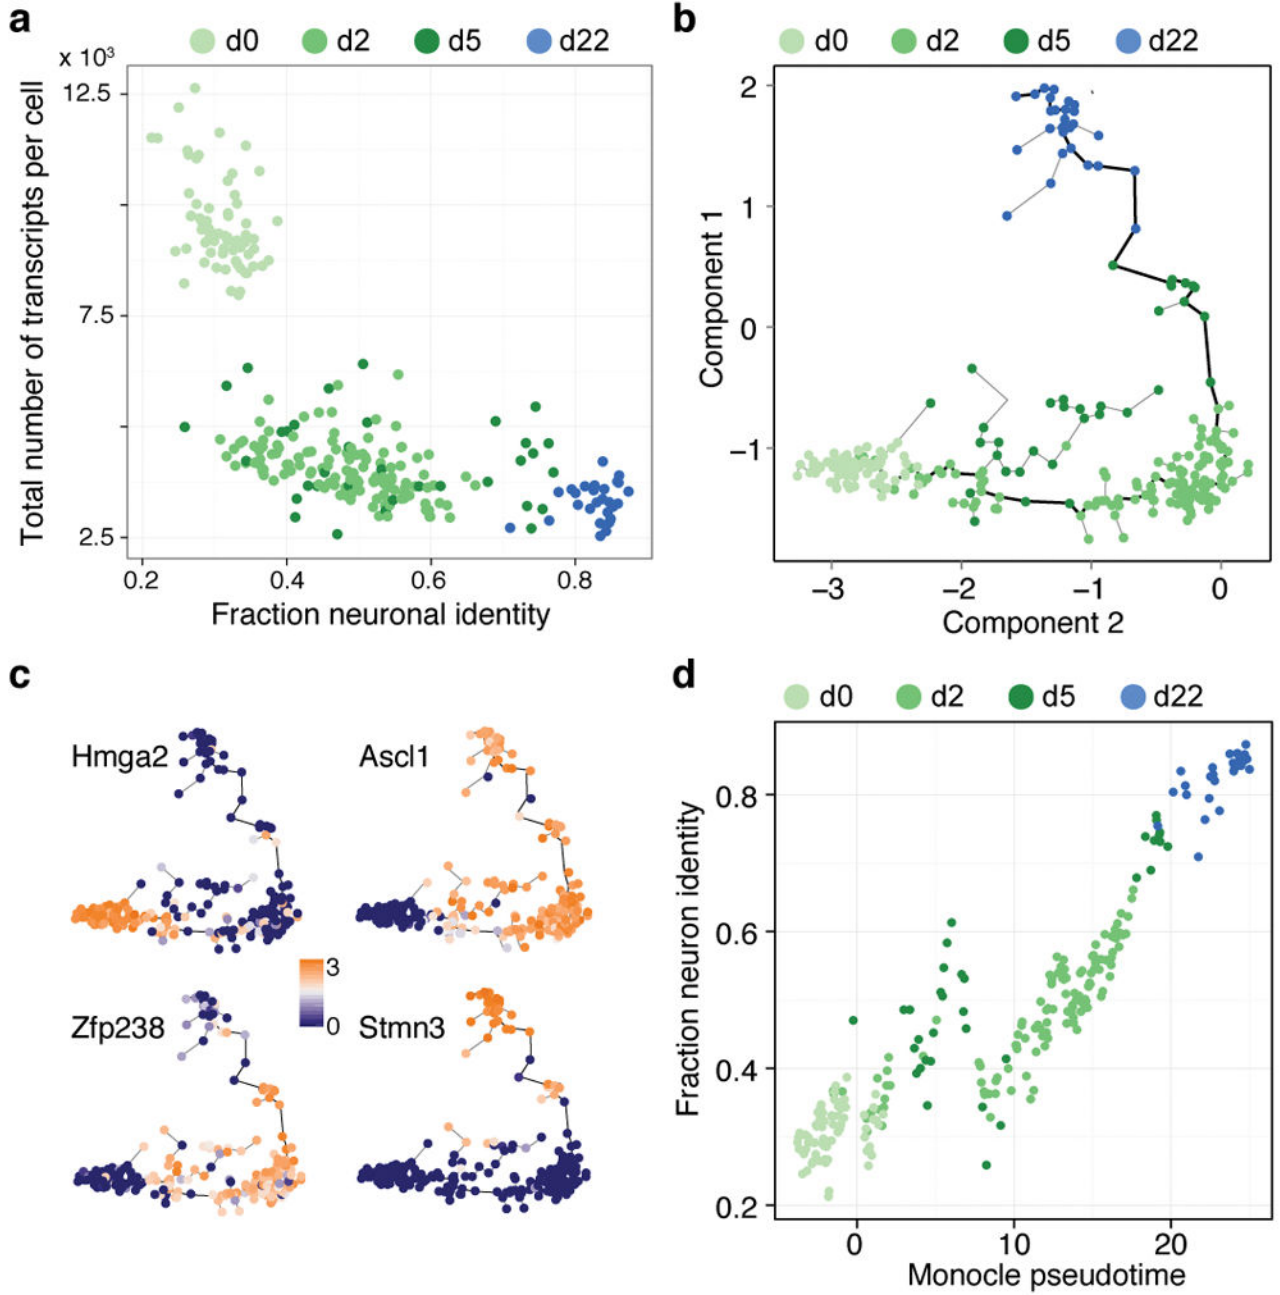 a
d0 d2 d5 d22
x 10³
12.5
7.5
2.5
Total number of transcripts per cell
0.2 0.4 0.6 0.8
Fraction neuronal identity
b
d0 d2 d5 d22
2
1
0
−1
Component 1
−3 −2 −1 0
Component 2
c
Hmga2
Ascl1
3
0
Zfp238
Stmn3
d
d0 d2 d5 d22
0.8
0.6
0.4
0.2
Fraction neuron identity
0 10 20
Monocle pseudotime